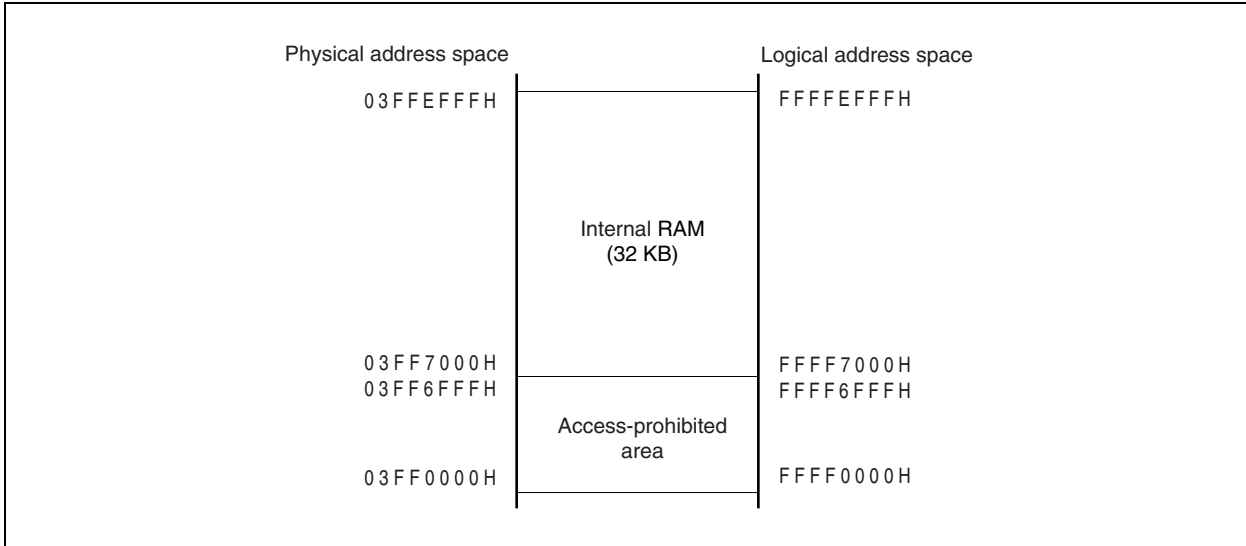 Physical address space
Logical address space
03FFEFFFH
FFFFEFFFH
Internal RAM
(32 KB)
03FF7000H
FFFF7000H
03FF6FFFH
FFFF6FFFH
Access-prohibited
area
03FF0000H
FFFF0000H